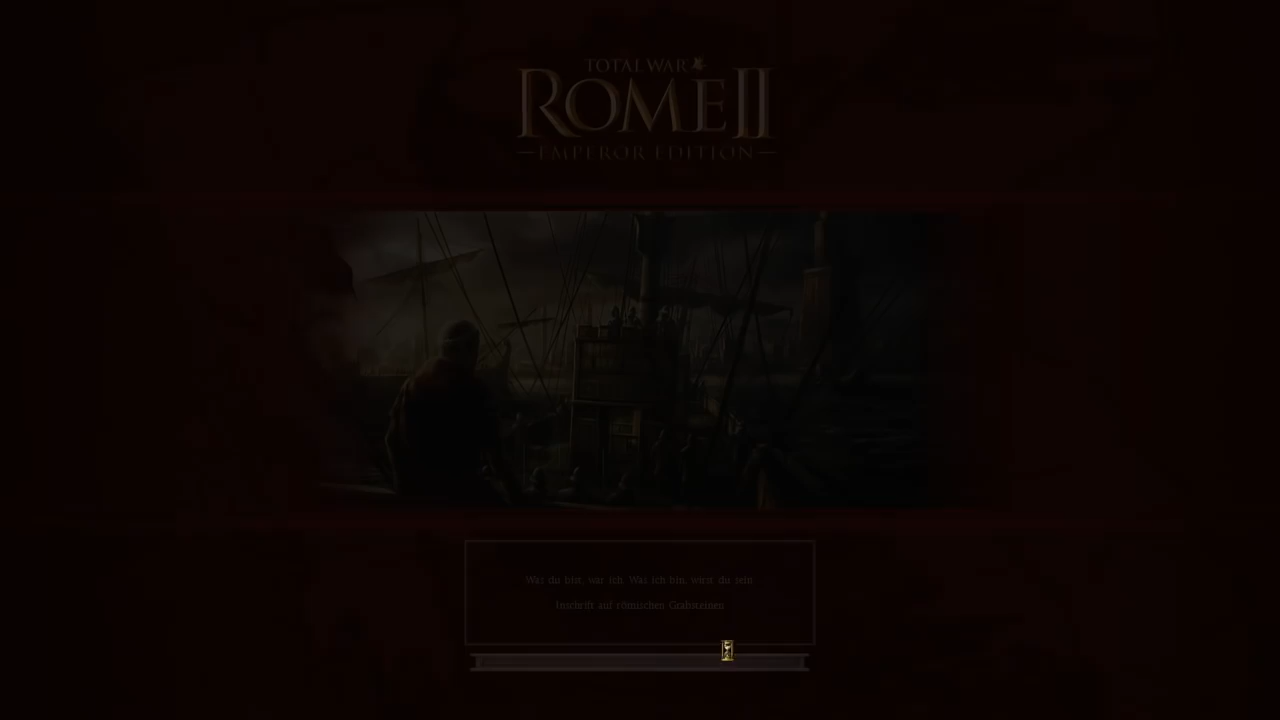 TOTAL WAR
ROME II
EMPEROR EDITION
Was du bist, war ich. Was ich bin, wirst du sein
Inschrift auf römischen Grabsteinen